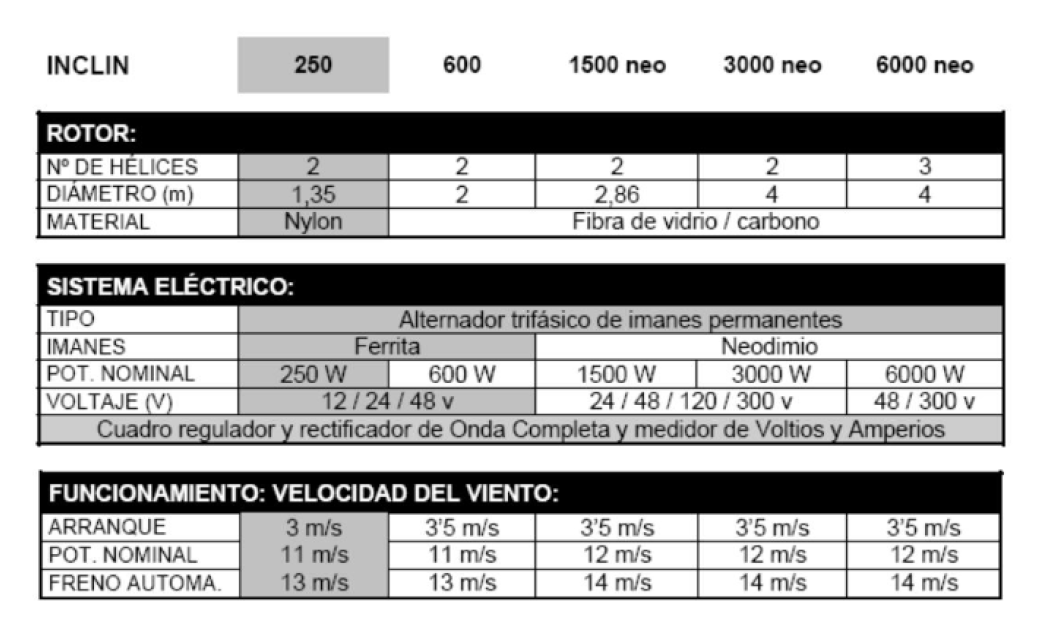 INCLIN 250 600 1500 neo 3000 neo 6000 neo
ROTOR:
Nº DE HÉLICES 2 2 2 2 3
DIÁMETRO (m) 1,35 2 2,86 4 4
MATERIAL Nylon Fibra de vidrio / carbono
SISTEMA ELÉCTRICO:
TIPO Alternador trifásico de imanes permanentes
IMANES Ferrita Neodimio
POT. NOMINAL 250 W 600 W 1500 W 3000 W 6000 W
VOLTAJE (V) 12 / 24 / 48 v 24 / 48 / 120 / 300 v 48 / 300 v
Cuadro regulador y rectificador de Onda Completa y medidor de Voltios y Amperios
FUNCIONAMIENTO: VELOCIDAD DEL VIENTO:
ARRANQUE 3 m/s 3'5 m/s 3'5 m/s 3'5 m/s 3'5 m/s
POT. NOMINAL 11 m/s 11 m/s 12 m/s 12 m/s 12 m/s
FRENO AUTOMA. 13 m/s 13 m/s 14 m/s 14 m/s 14 m/s